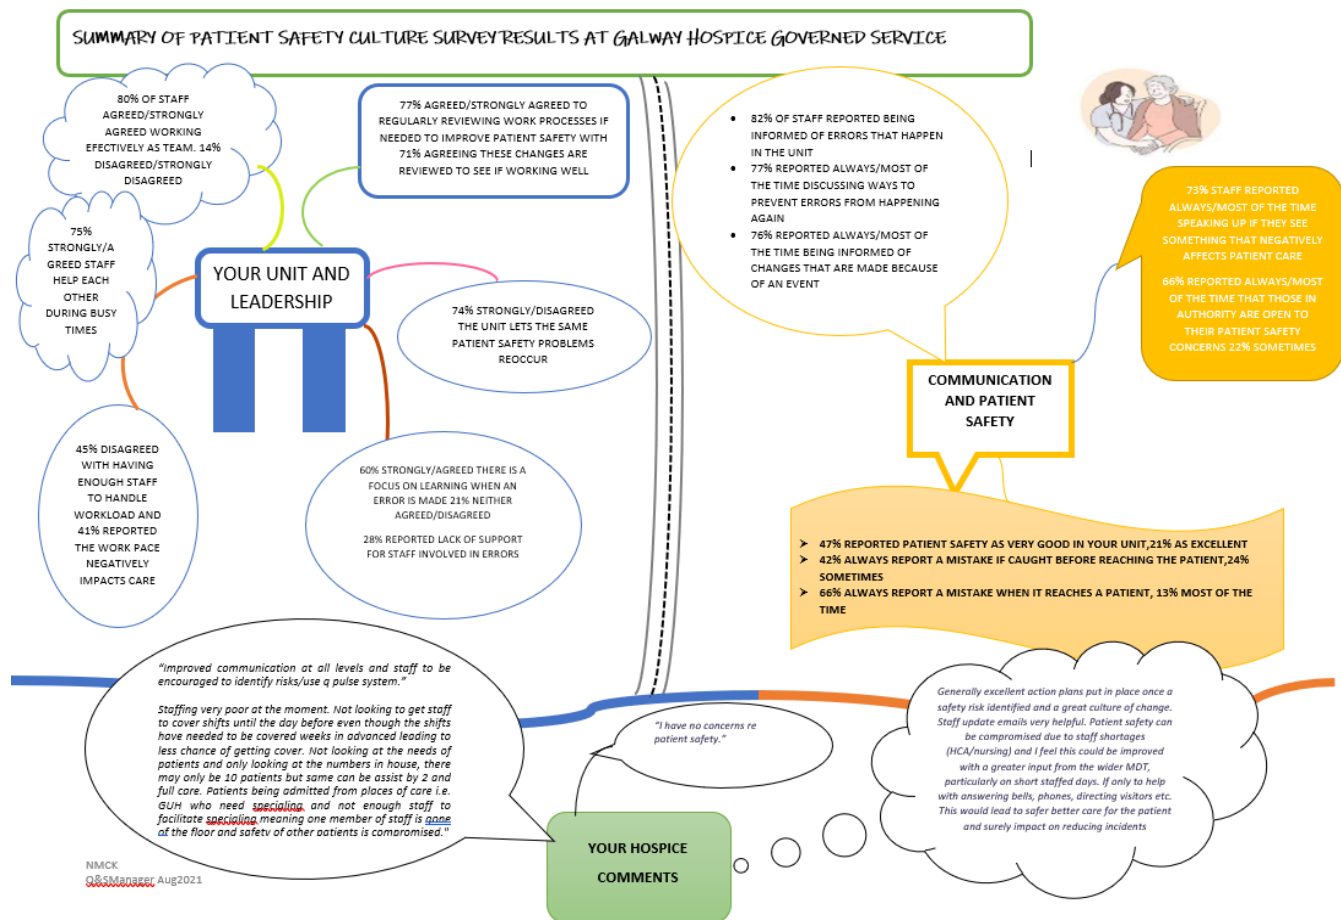 SUMMARY OF PATIENT SAFETY CULTURE SURVEY RESULTS AT GALWAY HOSPICE GOVERNED SERVICE
80% OF STAFF
AGREED/STRONGLY
AGREED WORKING
EFECTIVELY AS TEAM. 14%
DISAGREED/STRONGLY
DISAGREED
77% AGREED/STRONGLY AGREED TO
REGULARLY REVIEWING WORK PROCESSES IF
NEEDED TO IMPROVE PATIENT SAFETY WITH
71% AGREEING THESE CHANGES ARE
REVIEWED TO SEE IF WORKING WELL
75%
STRONGLY/A
GREED STAFF
HELP EACH
OTHER
DURING BUSY
TIMES
YOUR UNIT AND
LEADERSHIP
74% STRONGLY/DISAGREED
THE UNIT LETS THE SAME
PATIENT SAFETY PROBLEMS
REOCCUR
45% DISAGREED
WITH HAVING
ENOUGH STAFF
TO HANDLE
WORKLOAD AND
41% REPORTED
THE WORK PACE
NEGATIVELY
IMPACTS CARE
60% STRONGLY/AGREED THERE IS A
FOCUS ON LEARNING WHEN AN
ERROR IS MADE 21% NEITHER
AGREED/DISAGREED
28% REPORTED LACK OF SUPPORT
FOR STAFF INVOLVED IN ERRORS
• 82% OF STAFF REPORTED BEING
INFORMED OF ERRORS THAT HAPPEN
IN THE UNIT
• 77% REPORTED ALWAYS/MOST OF
THE TIME DISCUSSING WAYS TO
PREVENT ERRORS FROM HAPPENING
AGAIN
• 76% REPORTED ALWAYS/MOST OF
THE TIME BEING INFORMED OF
CHANGES THAT ARE MADE BECAUSE
OF AN EVENT
73% STAFF REPORTED
ALWAYS/MOST OF THE TIME
SPEAKING UP IF THEY SEE
SOMETHING THAT NEGATIVELY
AFFECTS PATIENT CARE
66% REPORTED ALWAYS/MOST
OF THE TIME THAT THOSE IN
AUTHORITY ARE OPEN TO
THEIR PATIENT SAFETY
CONCERNS 22% SOMETIMES
COMMUNICATION
AND PATIENT
SAFETY
➢ 47% REPORTED PATIENT SAFETY AS VERY GOOD IN YOUR UNIT,21% AS EXCELLENT
➢ 42% ALWAYS REPORT A MISTAKE IF CAUGHT BEFORE REACHING THE PATIENT,24%
SOMETIMES
➢ 66% ALWAYS REPORT A MISTAKE WHEN IT REACHES A PATIENT, 13% MOST OF THE
TIME
"Improved communication at all levels and staff to be
encouraged to identify risks/use q pulse system."
Staffing very poor at the moment. Not looking to get staff
to cover shifts until the day before even though the shifts
have needed to be covered weeks in advanced leading to
less chance of getting cover. Not looking at the needs of
patients and only looking at the numbers in house, there
may only be 10 patients but same can be assist by 2 and
full care. Patients being admitted from places of care i.e.
GUH who need specialing and not enough staff to
facilitate specialing meaning one member of staff is gone
of the floor and safety of other patients is compromised."
"I have no concerns re
patient safety."
Generally excellent action plans put in place once a
safety risk identified and a great culture of change.
Staff update emails very helpful. Patient safety can
be compromised due to staff shortages
(HCA/nursing) and I feel this could be improved
with a greater input from the wider MDT,
particularly on short staffed days. If only to help
with answering bells, phones, directing visitors etc.
This would lead to safer better care for the patient
and surely impact on reducing incidents
YOUR HOSPICE
COMMENTS
NMCK
Q&SManager Aug2021